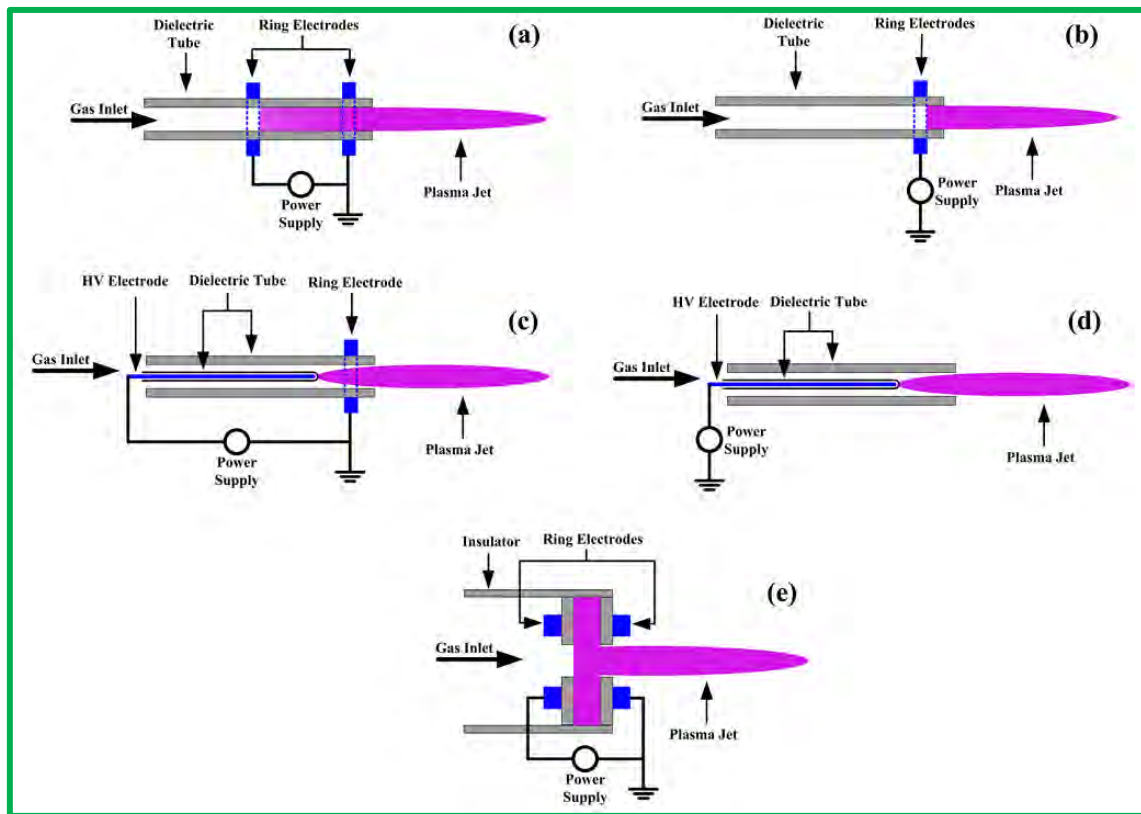 Dielectric
Tube
Ring Electrodes
(a)
Gas Inlet
Power
Supply
Plasma Jet
Dielectric
Tube
Ring Electrodes
(b)
Gas Inlet
Power
Supply
Plasma Jet
HV Electrode
Dielectric Tube
Ring Electrode
(c)
Gas Inlet
Power
Supply
Plasma Jet
HV Electrode
Dielectric Tube
(d)
Gas Inlet
Power
Supply
Plasma Jet
Insulator
Ring Electrodes
(e)
Gas Inlet
Plasma Jet
Power
Supply